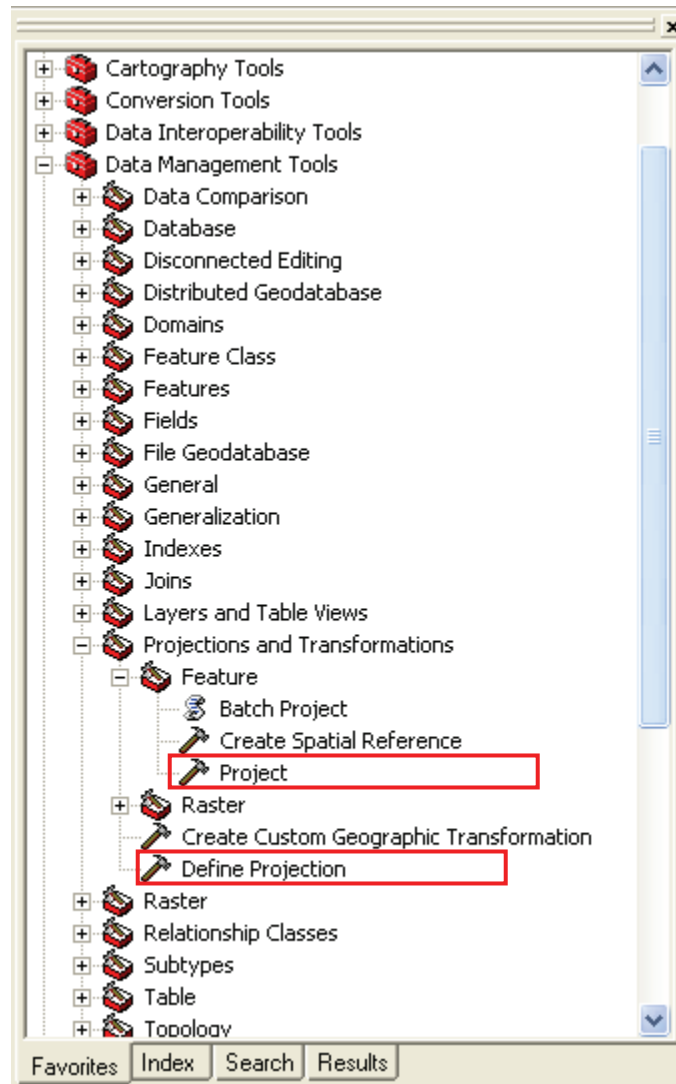 Cartography Tools
Conversion Tools
Data Interoperability Tools
Data Management Tools
Data Comparison
Database
Disconnected Editing
Distributed Geodatabase
Domains
Feature Class
Features
Fields
File Geodatabase
General
Generalization
Indexes
Joins
Layers and Table Views
Projections and Transformations
Feature
Batch Project
Create Spatial Reference
Project
Raster
Create Custom Geographic Transformation
Define Projection
Raster
Relationship Classes
Subtypes
Table
Topology
Favorites Index Search Results